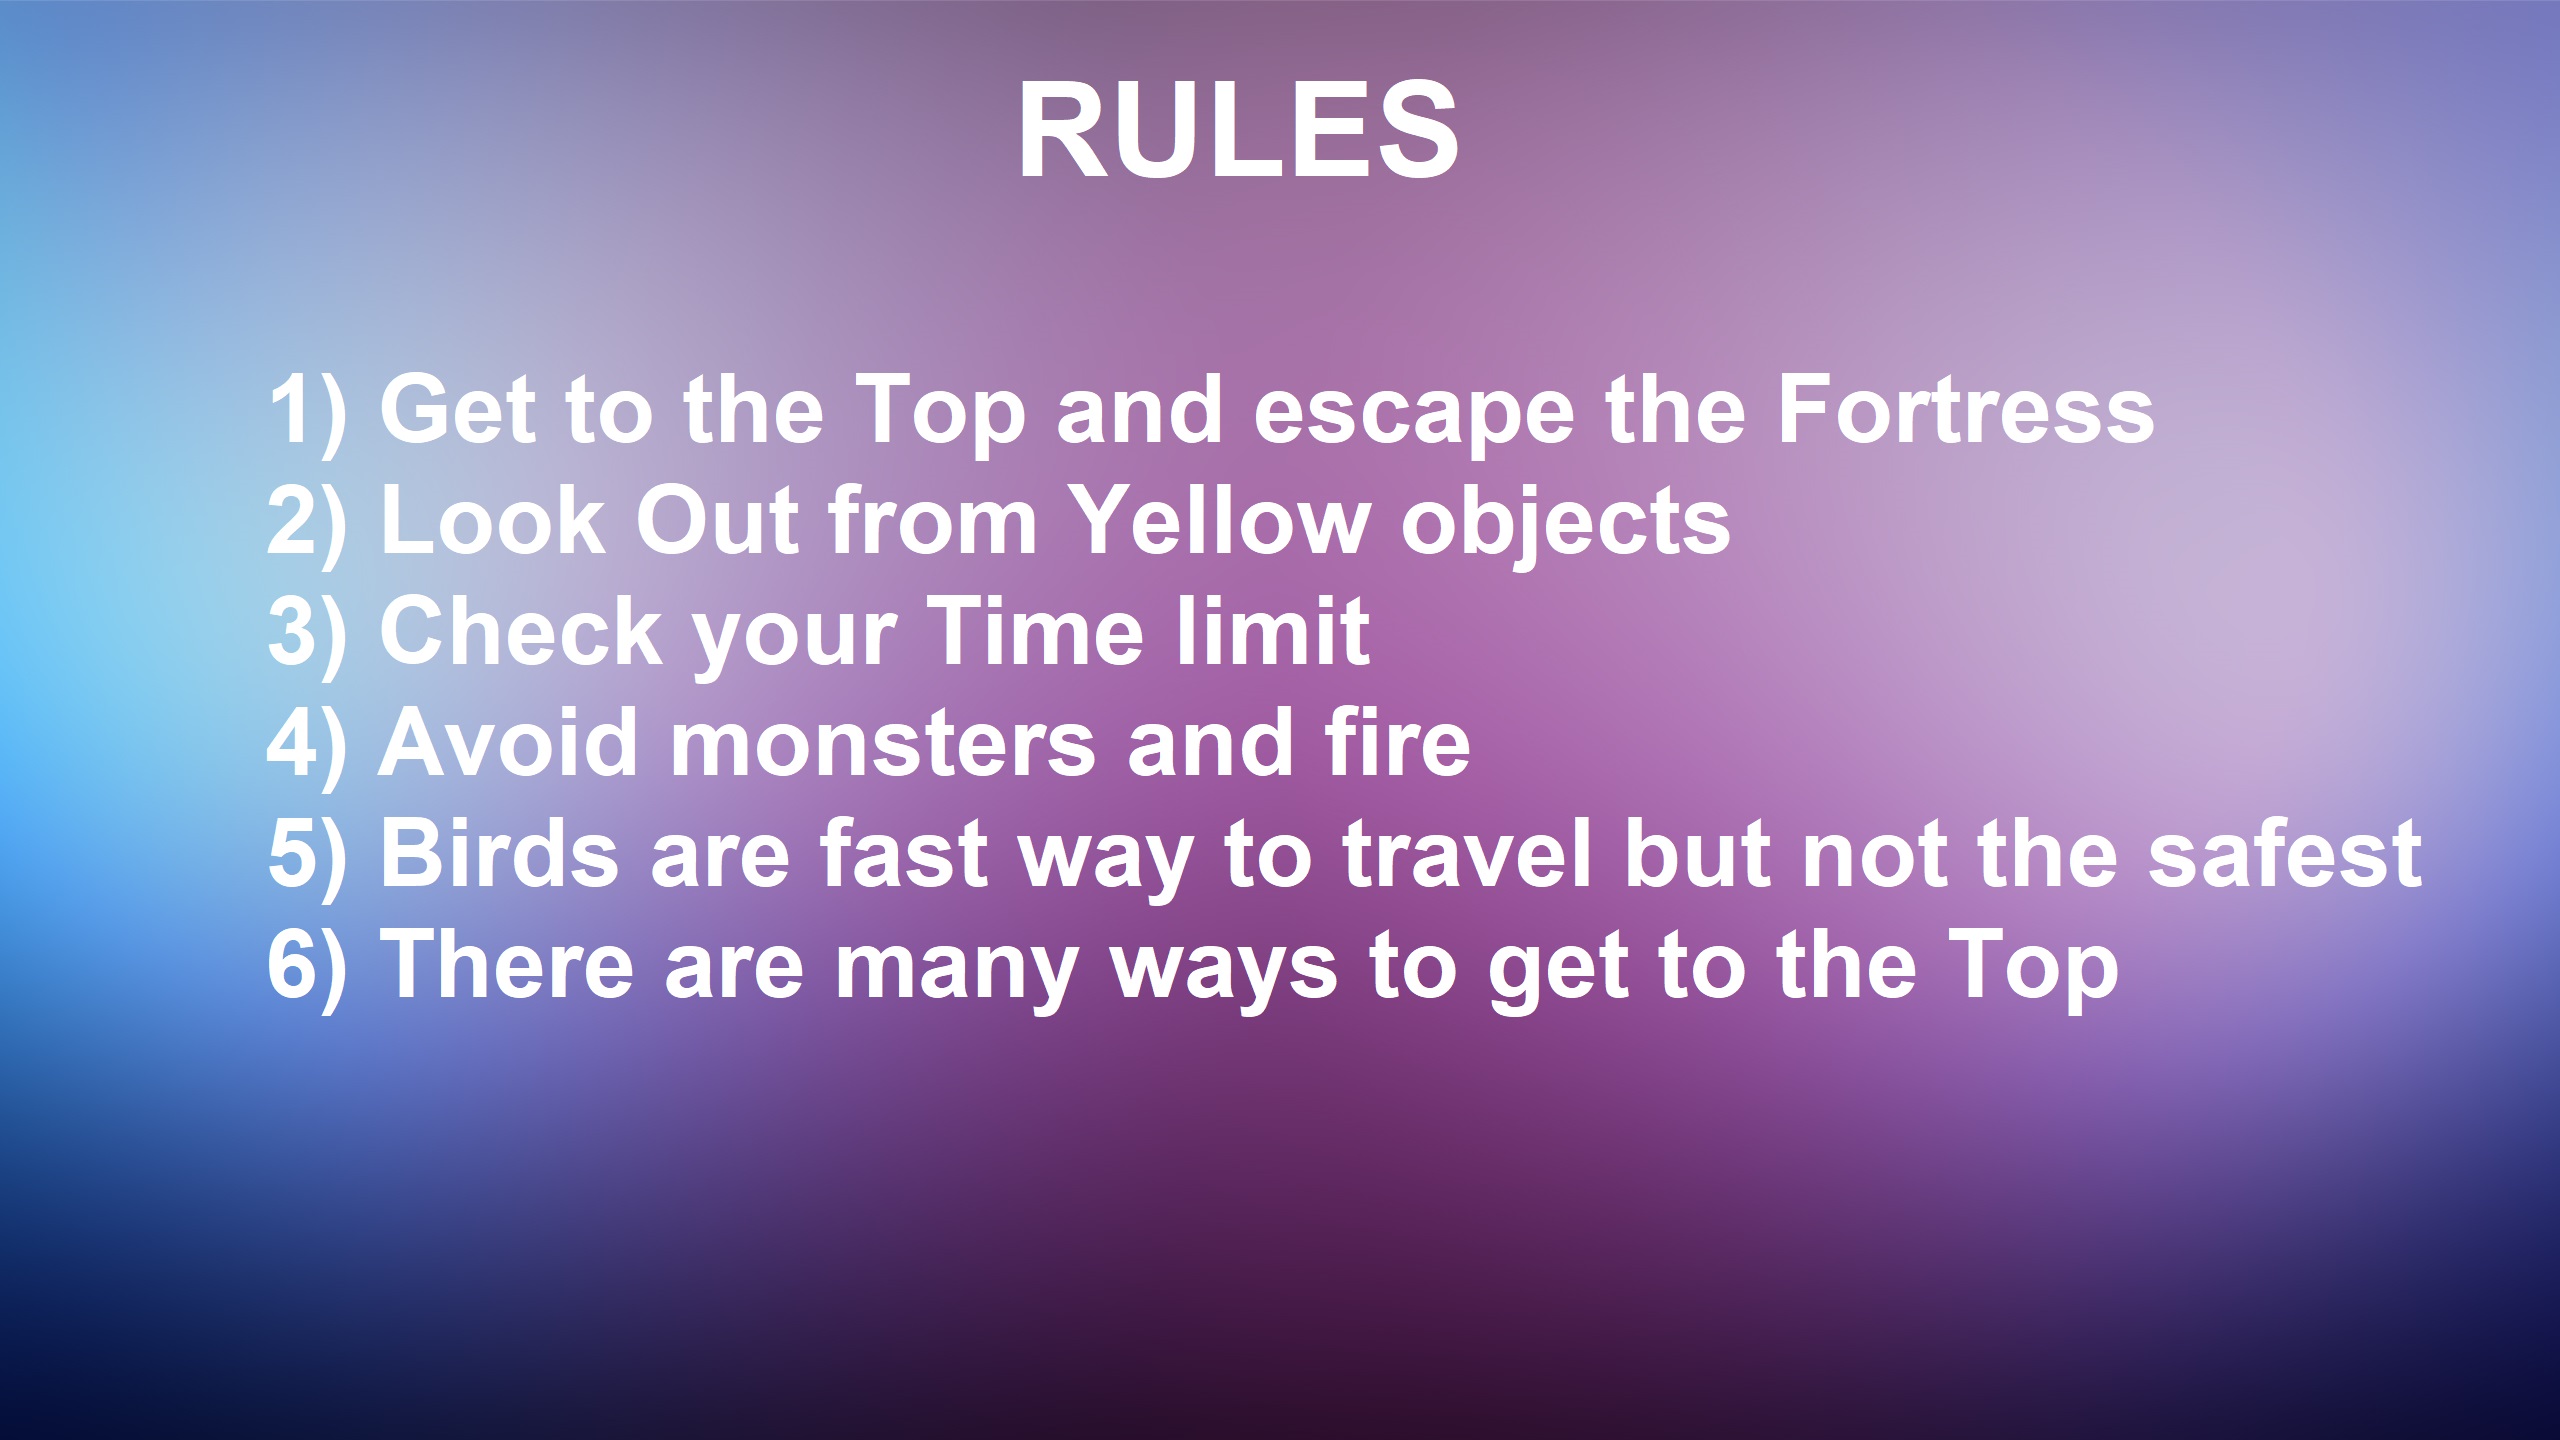 RULES
1) Get to the Top and escape the Fortress
2) Look Out from Yellow objects
3) Check your Time limit
4) Avoid monsters and fire
5) Birds are fast way to travel but not the safest
6) There are many ways to get to the Top